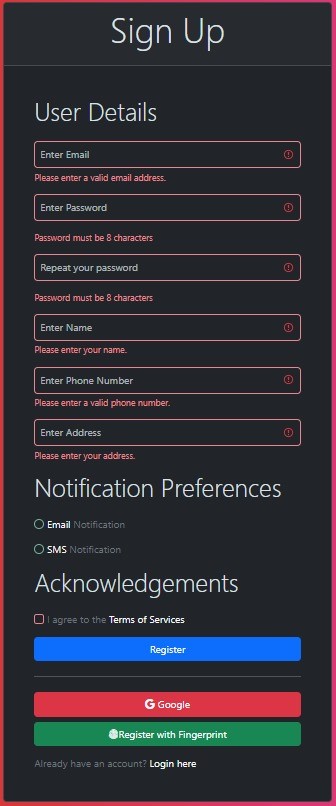 Sign Up
User Details
Enter Email
Please enter a valid email address.
Enter Password
Password must be 8 characters
Repeat your password
Password must be 8 characters
Enter Name
Please enter your name.
Enter Phone Number
Please enter a valid phone number.
Enter Address
Please enter your address.
Notification Preferences
Email Notification
SMS Notification
Acknowledgements
I agree to the Terms of Services
Register
Google
Register with Fingerprint
Already have an account? Login here